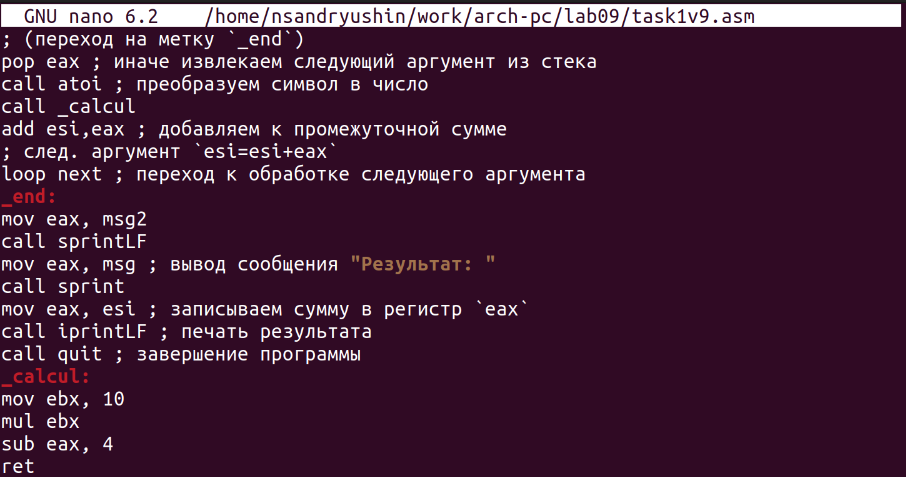 GNU nano 6.2    /home/nsandryushin/work/arch-pc/lab09/task1v9.asm
; (переход на метку `_end`)
pop eax ; иначе извлекаем следующий аргумент из стека
call atoi ; преобразуем символ в число
call _calcul
add esi,eax ; добавляем к промежуточной сумме
; след. аргумент `esi=esi+eax`
loop next ; переход к обработке следующего аргумента
_end:
mov eax, msg2
call sprintLF
mov eax, msg ; вывод сообщения "Результат: "
call sprint
mov eax, esi ; записываем сумму в регистр `eax`
call iprintLF ; печать результата
call quit ; завершение программы
_calcul:
mov ebx, 10
mul ebx
sub eax, 4
ret